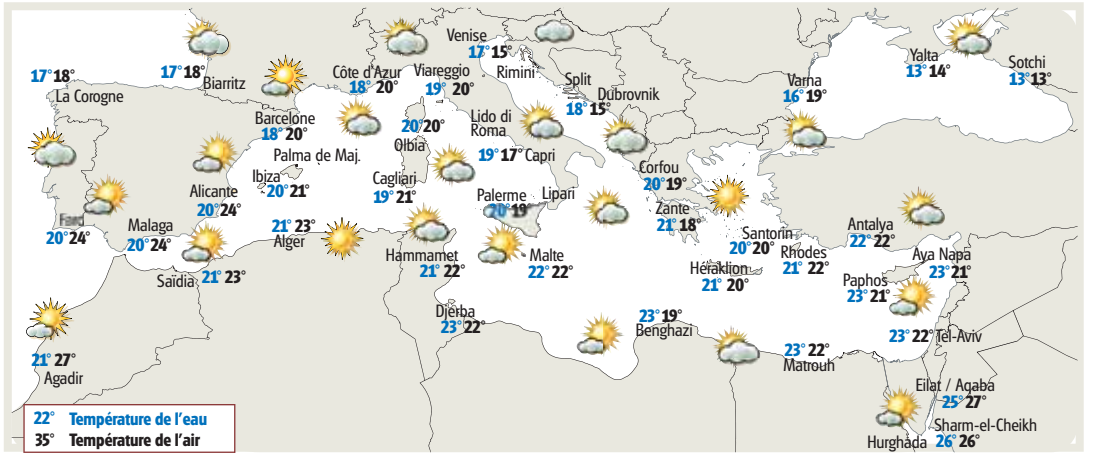 17° 18°
La Corogne
17° 18°
Biarritz
Côte d'Azur
18° 20°
Viareggio
19° 20°
Venise
17° 15°
Rimini
Split
18° 15°
Dubrovnik
Varna
16° 19°
Yalta
13° 14°
Sotchi
13° 13°
Barcelone
18° 20°
20° 20°
Olbia
Lido di
Roma
19° 17°
Capri
Palma de Maj.
Ibiza
20° 21°
Cagliari
19° 21°
Palerme
20° 19°
Lipari
Corfou
20° 19°
Zante
21° 18°
Alicante
20° 24°
Faro
20° 24°
Malaga
20° 24°
21° 23°
Alger
Saïdia
21° 23°
Hammamet
21° 22°
Malte
22° 22°
Santorin
20° 20°
Héraklion
21° 20°
Rhodes
21° 22°
Antalya
22° 22°
Aya Napa
23° 21°
Paphos
23° 21°
Djerba
23° 22°
23° 19°
Benghazi
23° 22°
Matrouh
23° 22° Tel-Aviv
21° 27°
Agadir
Eilat / Aqaba
25° 27°
Sharm-el-Cheikh
Hurghada
26° 26°
22° Température de l'eau
35° Température de l'air